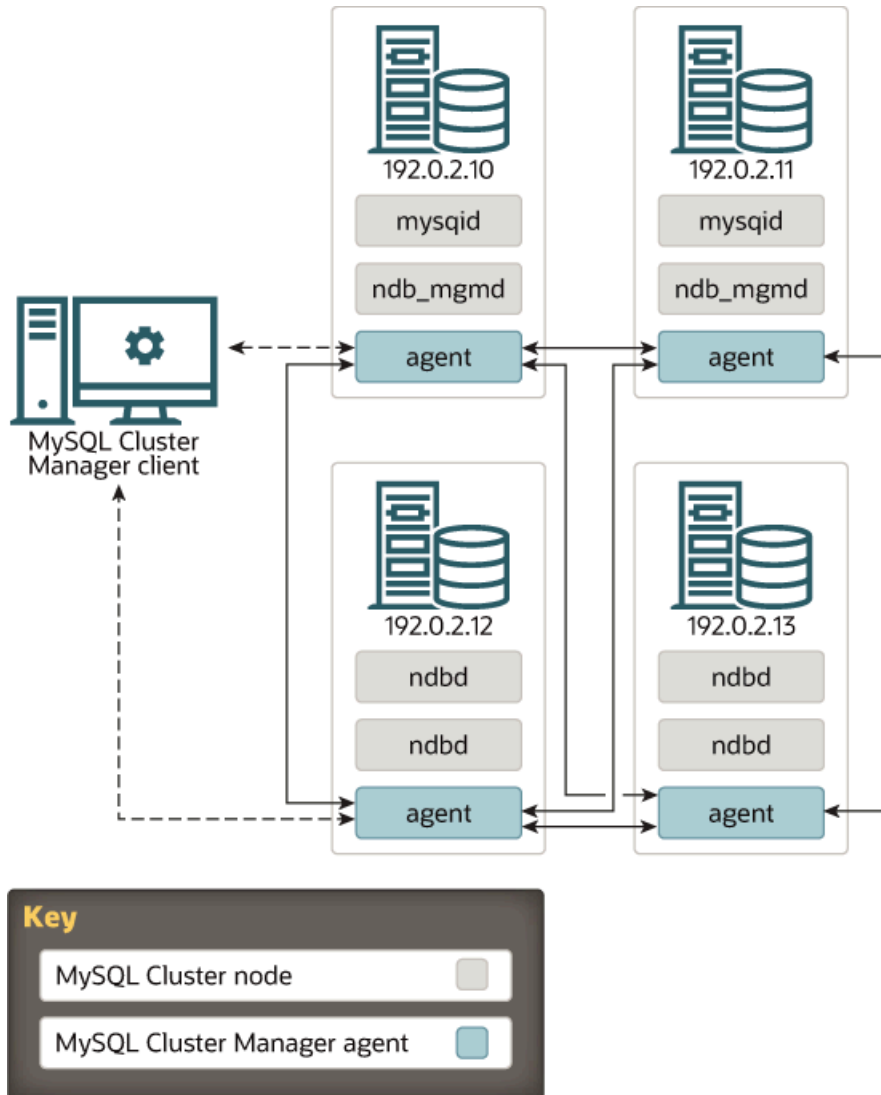 192.0.2.10
mysqid
ndb_mgmd
agent
192.0.2.11
mysqid
ndb_mgmd
agent
MySQL Cluster
Manager client
192.0.2.12
ndbd
ndbd
agent
192.0.2.13
ndbd
ndbd
agent
Key
MySQL Cluster node
MySQL Cluster Manager agent